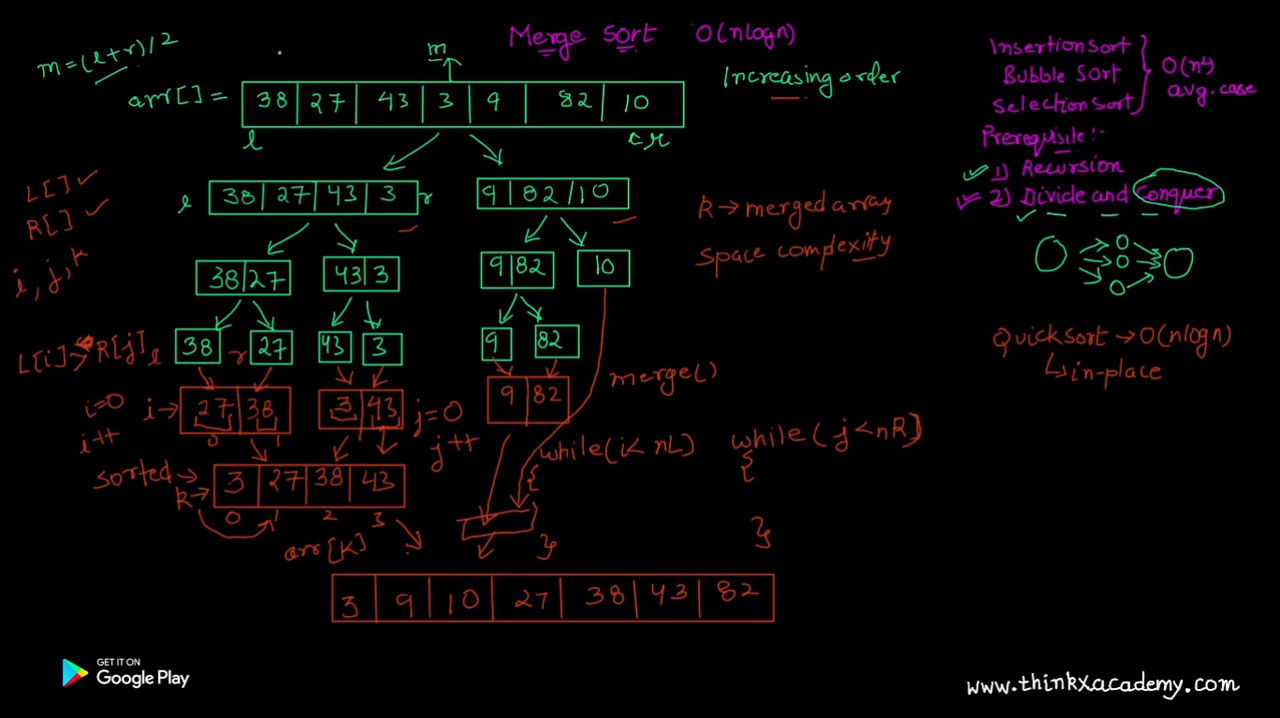 m=(l+r)/2
Merge Sort O(nlogn)
m
arr[]=
38 27 43 3 9 82 10
l
r
Increasing order
Insertion sort
Bubble Sort
Selection sort
O(n²)
avg. case
Prerequisite:-
1) Recursion
2) Divide and Conquer
L[]
R[]
i, j, k
l 38 27 43 3 r
9 82 10
38 27
43 3
9 82
10
k→merged array
space complexity
L[i]>R[j]
l 38 r 27
43
3
9
82
Quicksort → O(nlogn)
in-place
i=0
i++
i→ 27 38
0 1
3 43
j=0
j++
9 82
merge()
while(i< nL)
{
}
while(j<nR)
{
}
sorted →
k→ 3 27 38 43
0 1 2 3
arr[k]
3 9 10 27 38 43 82
GET IT ON
Google Play
www.thinkxacademy.com